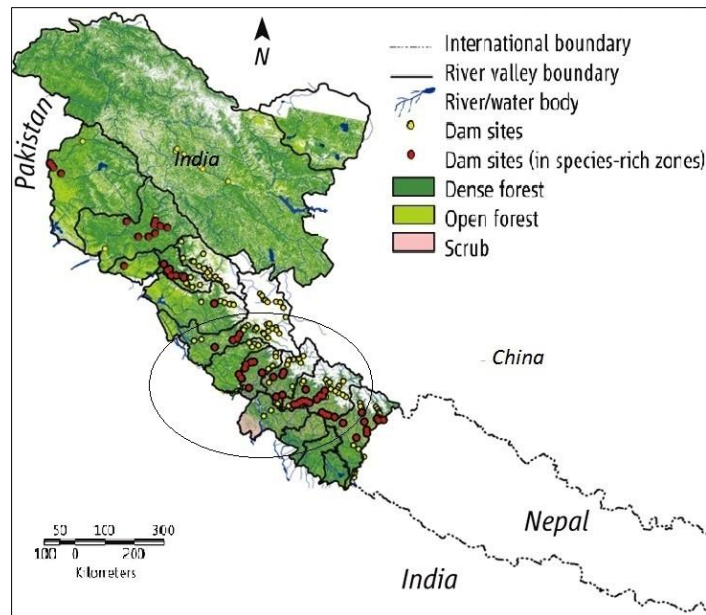 N
Pakistan
India
International boundary
River valley boundary
River/water body
Dam sites
Dam sites (in species-rich zones)
Dense forest
Open forest
Scrub
China
Nepal
India
50 100 300
100 0 200
Kilometers